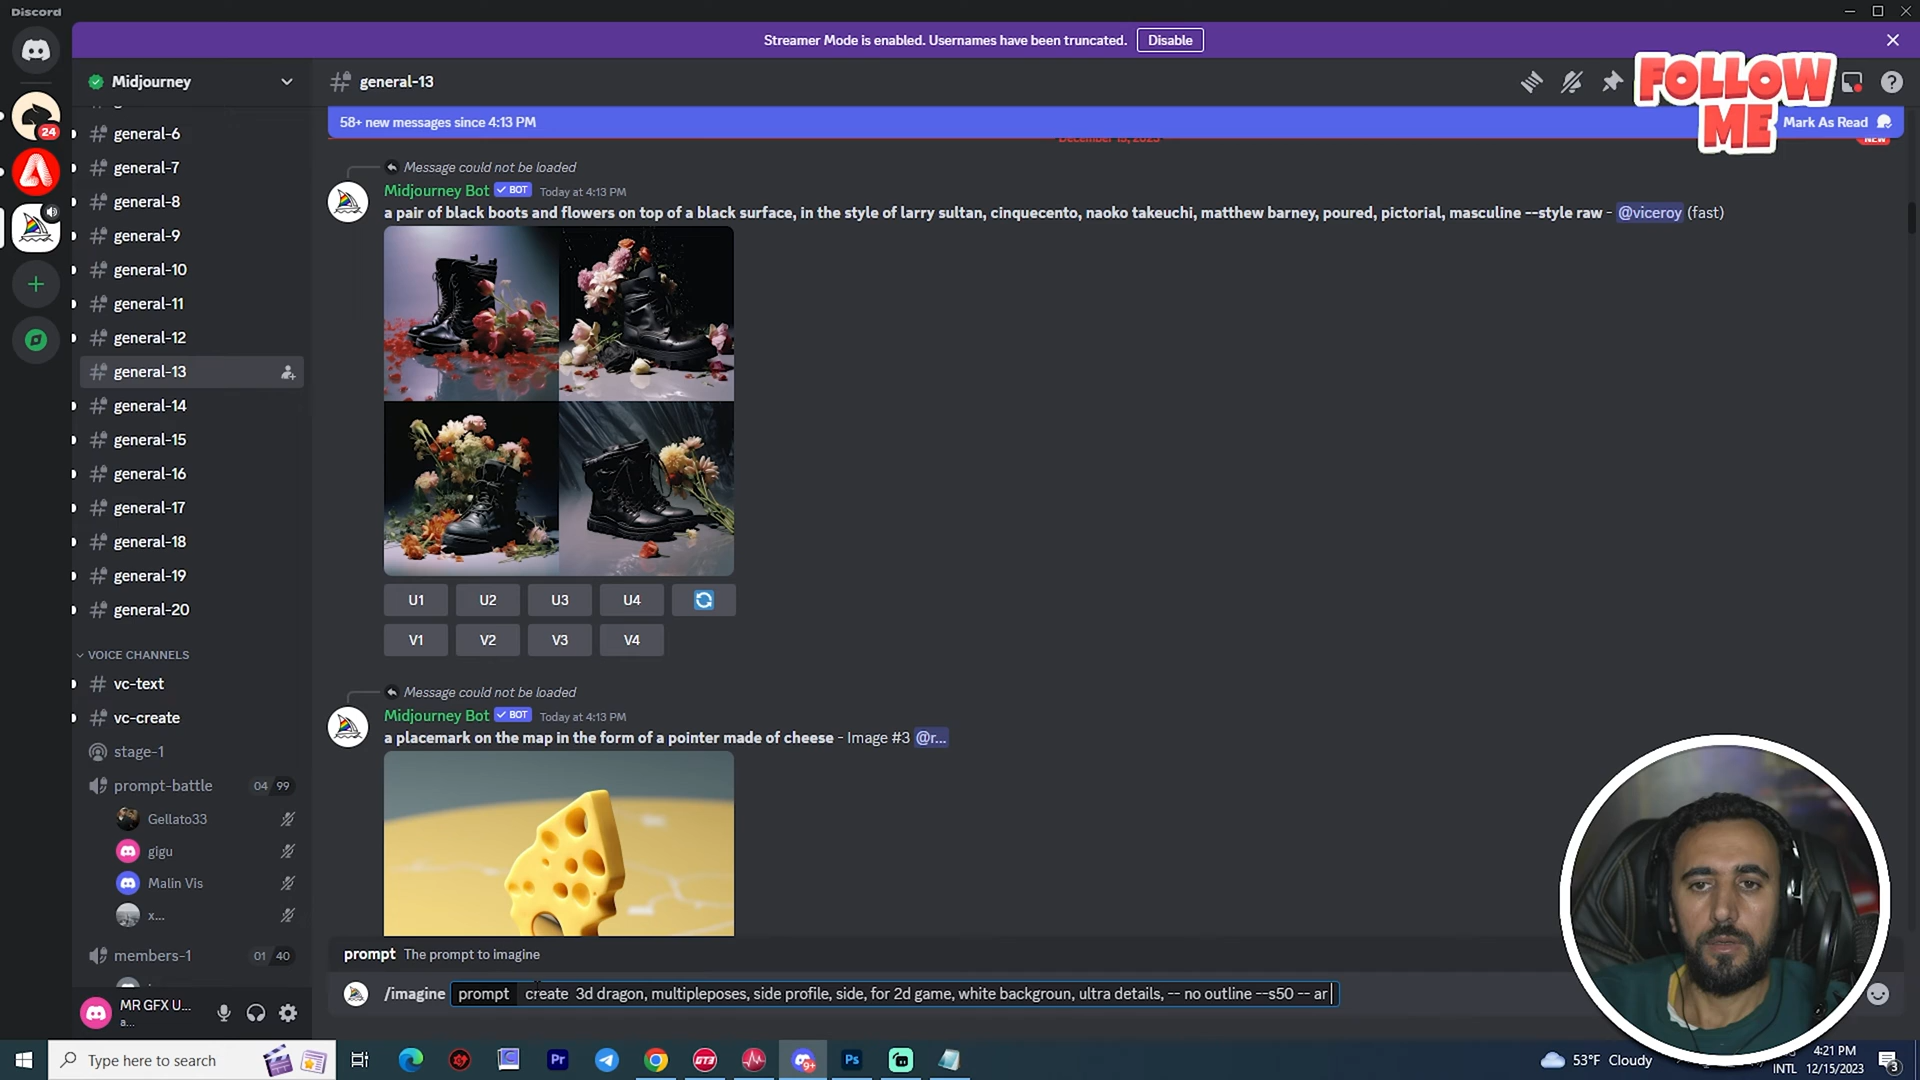 Discord
Streamer Mode is enabled. Usernames have been truncated.
Disable
Midjourney
general-13
FOLLOW
ME
58+ new messages since 4:13 PM
Mark As Read
December 15, 2023
NEW
24
general-6
general-7
general-8
general-9
general-10
general-11
general-12
general-13
general-14
general-15
general-16
general-17
general-18
general-19
general-20
VOICE CHANNELS
vc-text
vc-create
stage-1
prompt-battle
04 99
Gellato33
gigu
Malin Vis
x...
members-1
01 40
MR GFX U...
a...
Message could not be loaded
Midjourney Bot BOT Today at 4:13 PM
a pair of black boots and flowers on top of a black surface, in the style of larry sultan, cinquecento, naoko takeuchi, matthew barney, poured, pictorial, masculine --style raw - @viceroy (fast)
U1 U2 U3 U4
V1 V2 V3 V4
Message could not be loaded
Midjourney Bot BOT Today at 4:13 PM
a placemark on the map in the form of a pointer made of cheese - Image #3 @r...
prompt The prompt to imagine
/imagine prompt create 3d dragon, multipleposes, side profile, side, for 2d game, white backgroun, ultra details, -- no outline --s50 -- ar
Type here to search
Pr
GT3
9+
Ps
53°F Cloudy
4:21 PM
INTL 12/15/2023
3